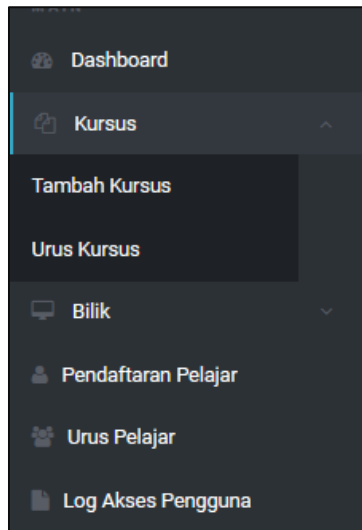 Dashboard
Kursus
Tambah Kursus
Urus Kursus
Bilik
Pendaftaran Pelajar
Urus Pelajar
Log Akses Pengguna